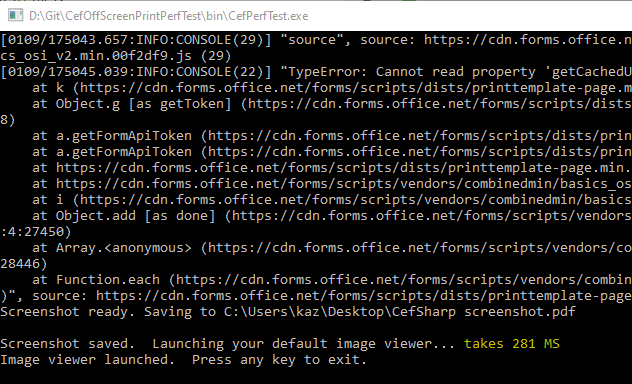 D:\Git\CefOffScreenPrintPerfTest\bin\CefPerfTest.exe
[0109/175043.657:INFO:CONSOLE(29)] "source", source: https://cdn.forms.office.n
cs_osi_v2.min.00f2df9.js (29)
[0109/175045.039:INFO:CONSOLE(22)] "TypeError: Cannot read property 'getCachedU
at k (https://cdn.forms.office.net/forms/scripts/dists/printtemplate-page.m
at Object.g [as getToken] (https://cdn.forms.office.net/forms/scripts/dists
8)
at a.getFormApiToken (https://cdn.forms.office.net/forms/scripts/dists/prin
at a.getFormApiToken (https://cdn.forms.office.net/forms/scripts/dists/prin
at https://cdn.forms.office.net/forms/scripts/dists/printtemplate-page.min.
at https://cdn.forms.office.net/forms/scripts/vendors/combinedmin/basics_os
at i (https://cdn.forms.office.net/forms/scripts/vendors/combinedmin/basics
at Object.add [as done] (https://cdn.forms.office.net/forms/scripts/vendors
:4:27450)
at Array.<anonymous> (https://cdn.forms.office.net/forms/scripts/vendors/co
28446)
at Function.each (https://cdn.forms.office.net/forms/scripts/vendors/combin
)", source: https://cdn.forms.office.net/forms/scripts/dists/printtemplate-page
Screenshot ready. Saving to C:\Users\kaz\Desktop\CefSharp screenshot.pdf
Screenshot saved. Launching your default image viewer... takes 281 MS
Image viewer launched. Press any key to exit.